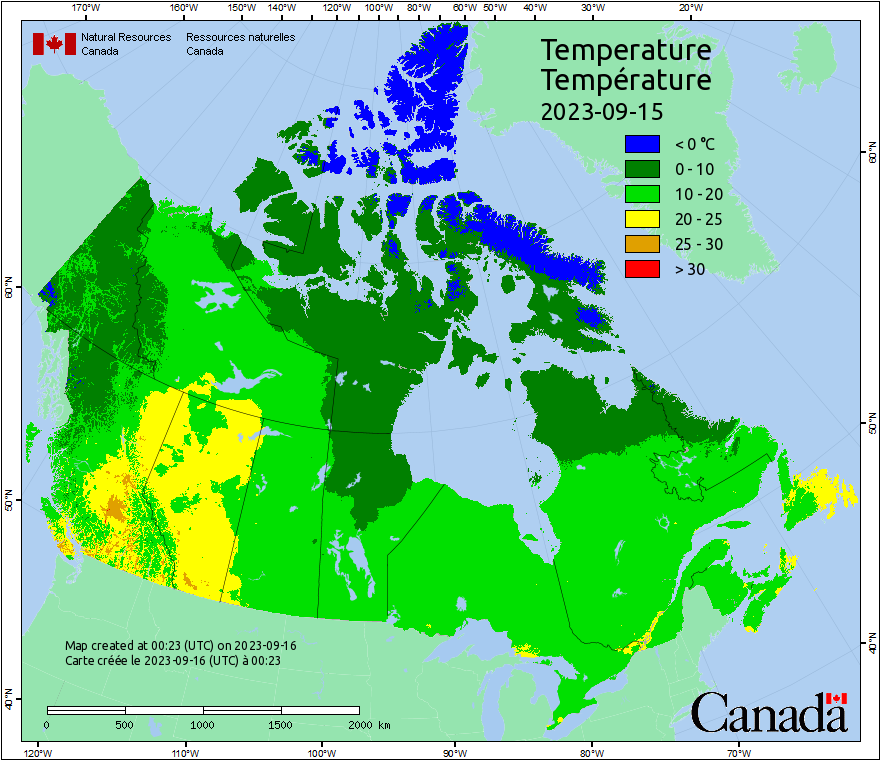 170°W 160°W 150°W 140°W 120°W 100°W 80°W 60°W 50°W 40°W 30°W 20°W
Natural Resources Ressources naturelles
Canada Canada
Temperature
Température
2023-09-15
< 0 °C
0 - 10
10 - 20
20 - 25
25 - 30
> 30
60°N 60°N
50°N 50°N
40°N 40°N
Map created at 00:23 (UTC) on 2023-09-16
Carte créée le 2023-09-16 (UTC) à 00:23
0 500 1000 1500 2000 km
Canada
120°W 110°W 100°W 90°W 80°W 70°W